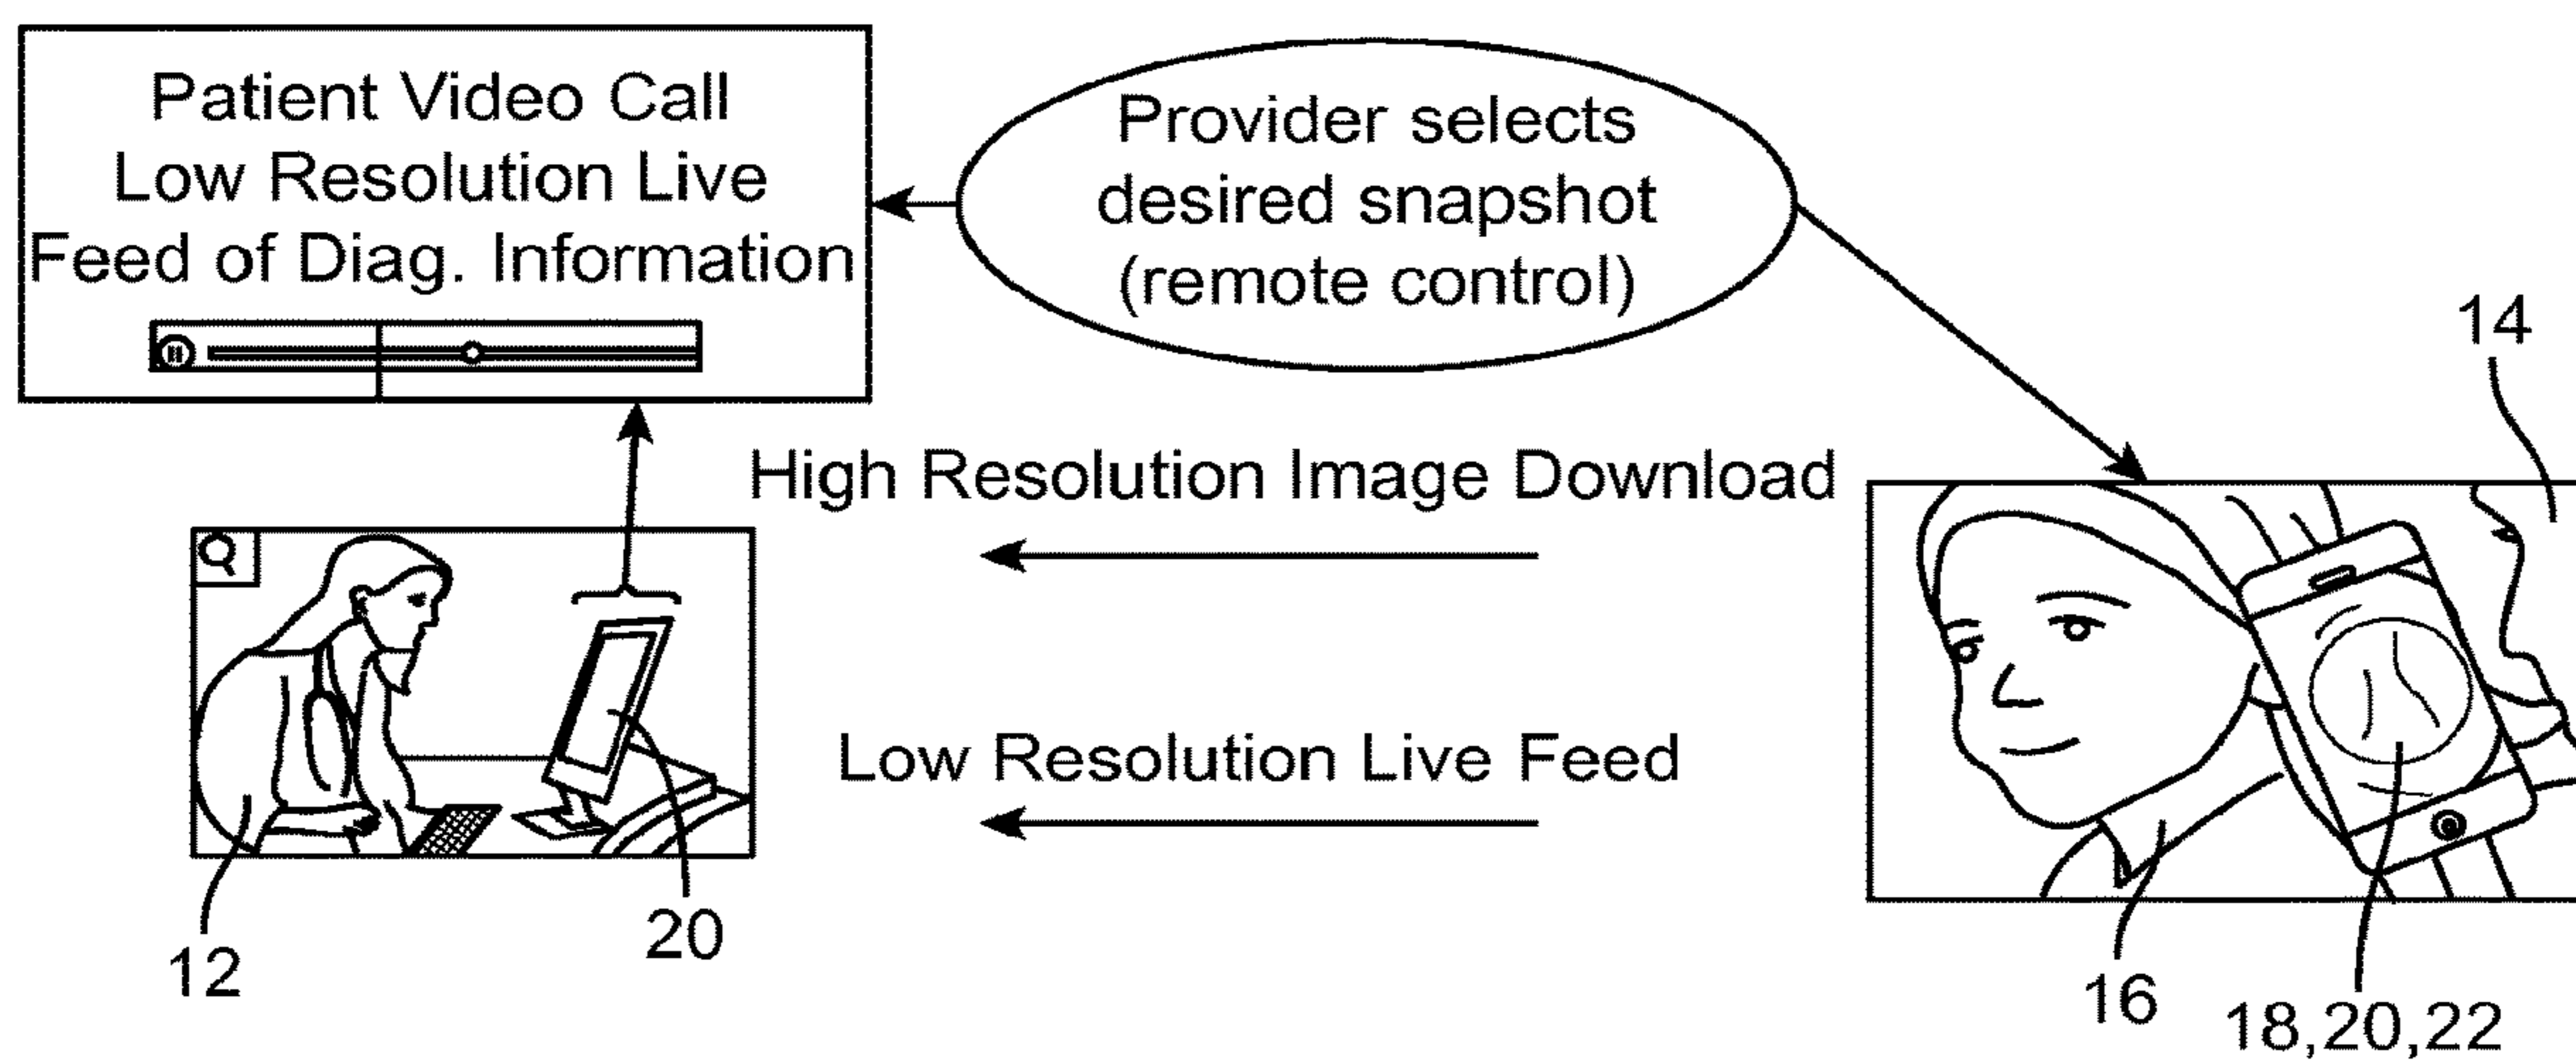 Patient Video Call
Low Resolution Live
Feed of Diag. Information
Provider selects
desired snapshot
(remote control)
14
High Resolution Image Download
Low Resolution Live Feed
20
12
16
18,20,22